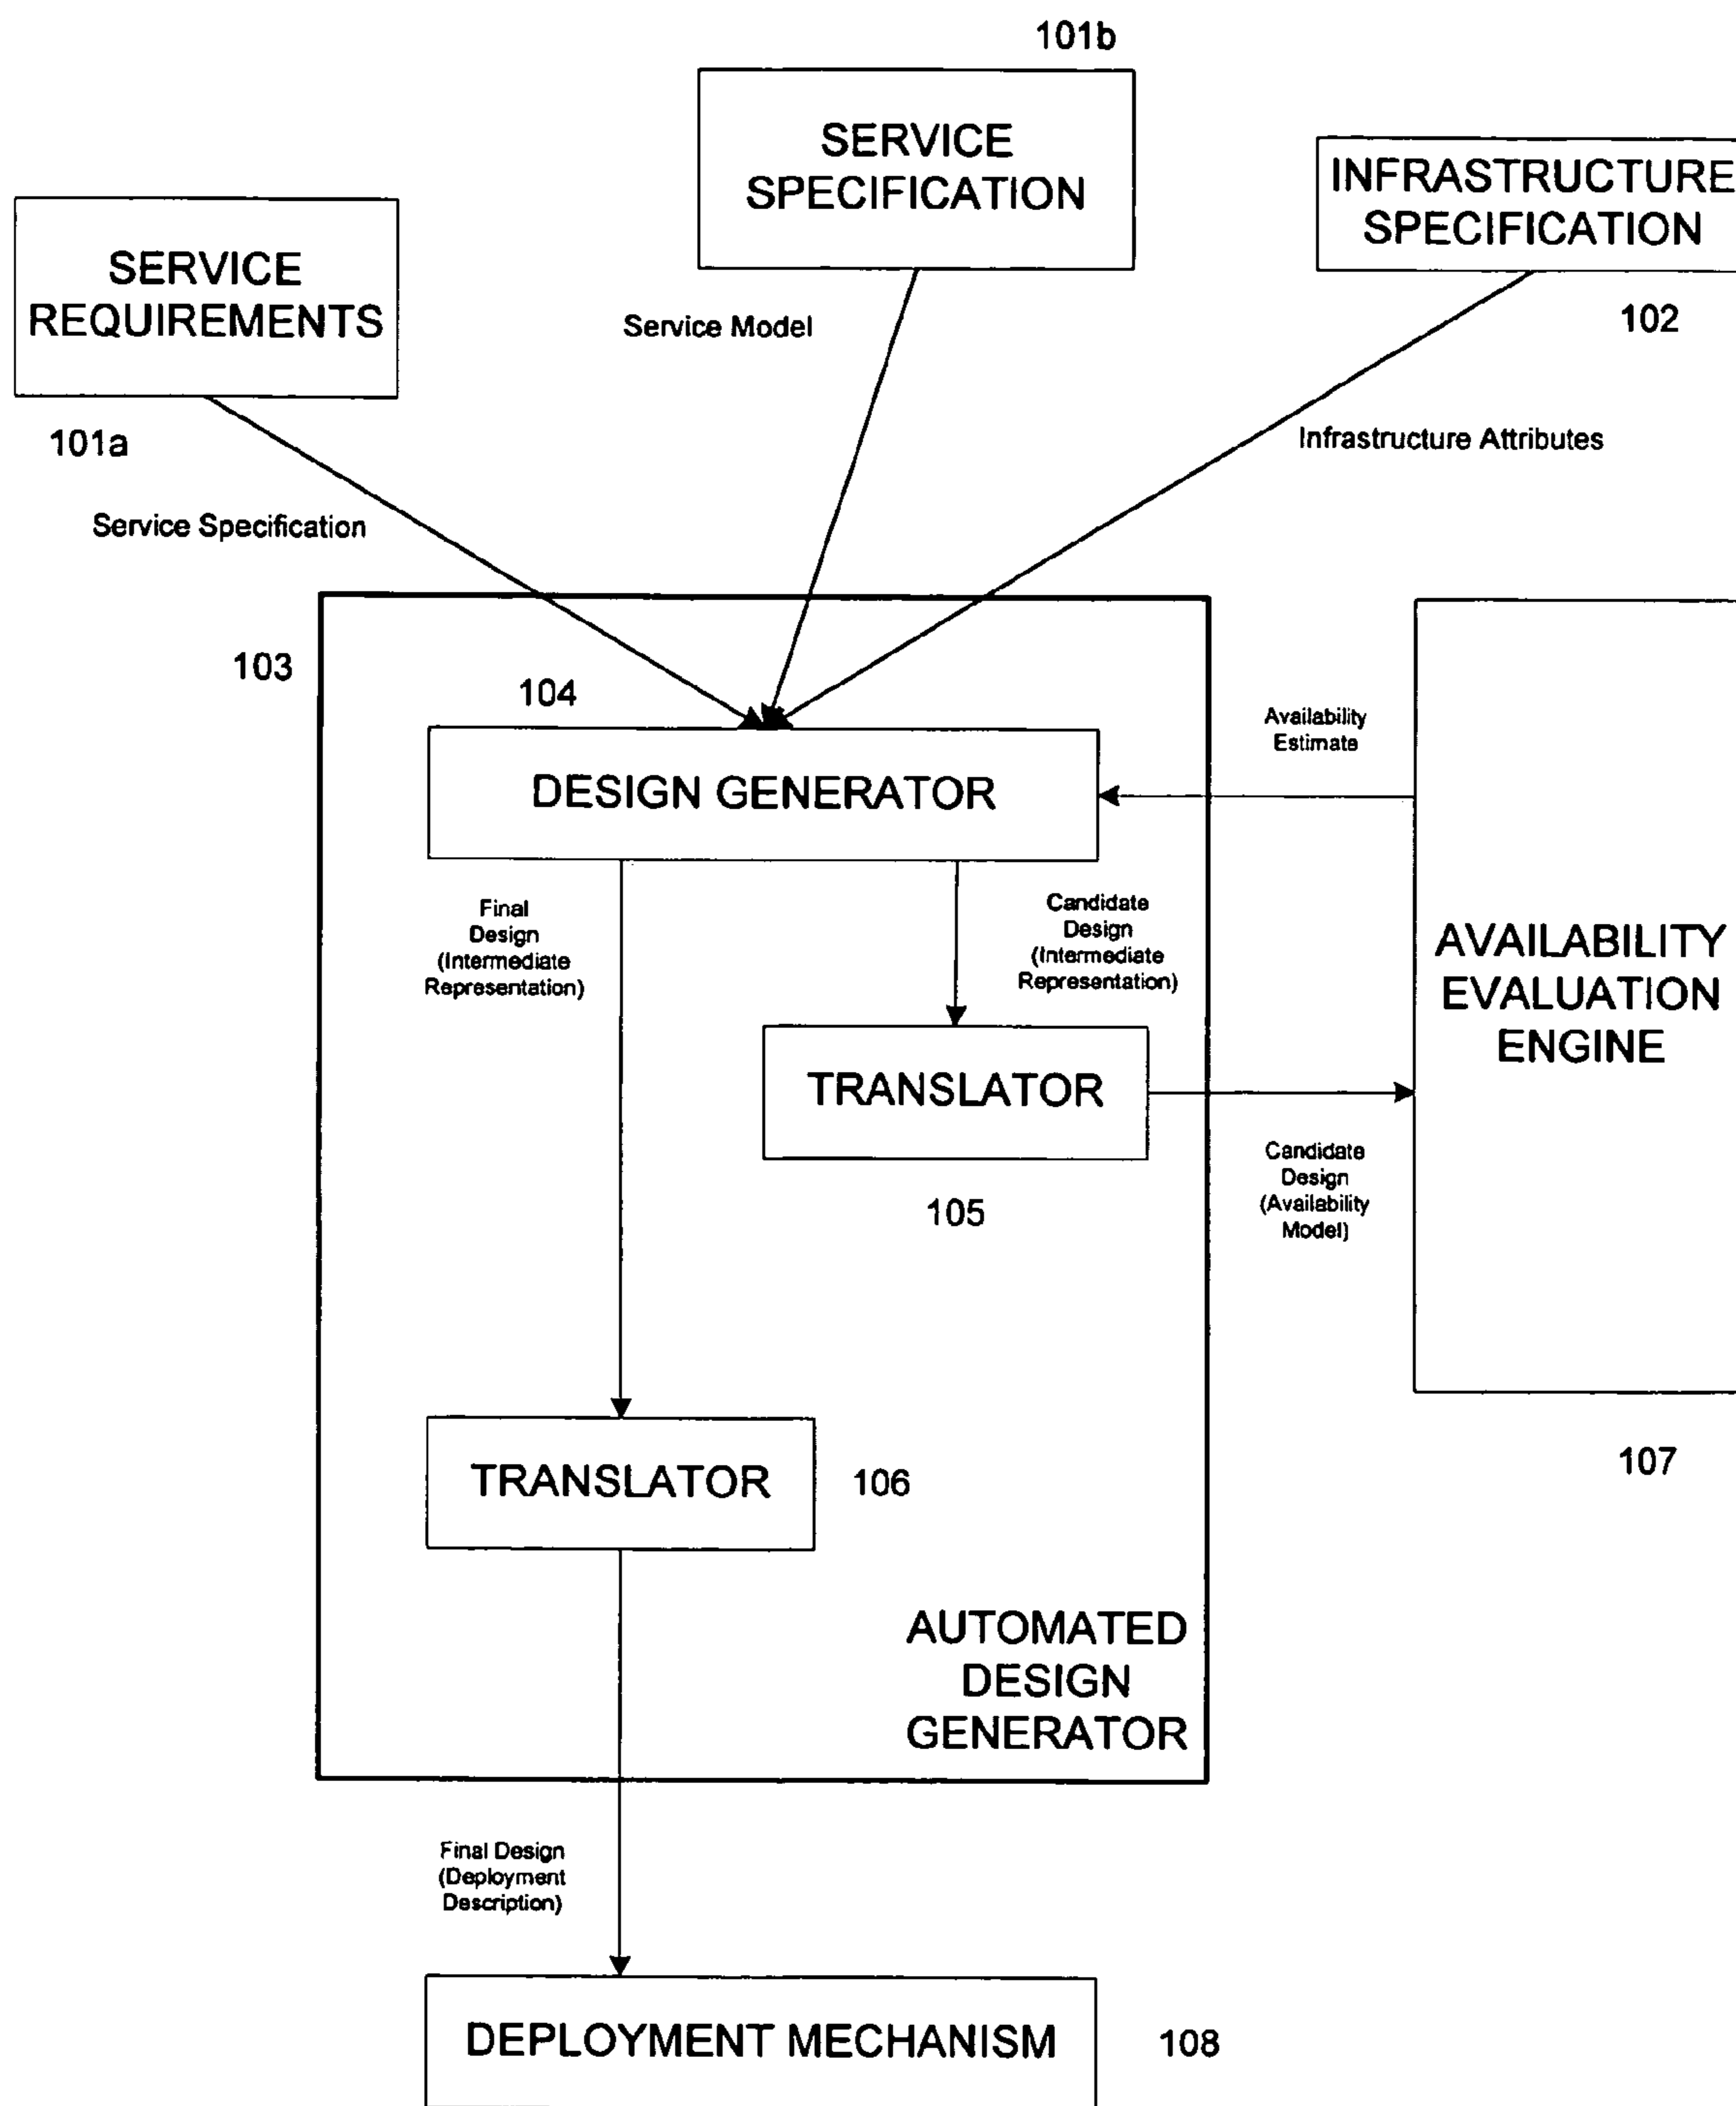 101b
SERVICE
SPECIFICATION
INFRASTRUCTURE
SPECIFICATION
102
SERVICE
REQUIREMENTS
101a
Service Model
Infrastructure Attributes
Service Specification
103
104
DESIGN GENERATOR
Availability
Estimate
Final
Design
(Intermediate
Representation)
Candidate
Design
(Intermediate
Representation)
AVAILABILITY
EVALUATION
ENGINE
TRANSLATOR
105
Candidate
Design
(Availability
Model)
107
TRANSLATOR
106
AUTOMATED
DESIGN
GENERATOR
Final Design
(Deployment
Description)
DEPLOYMENT MECHANISM
108